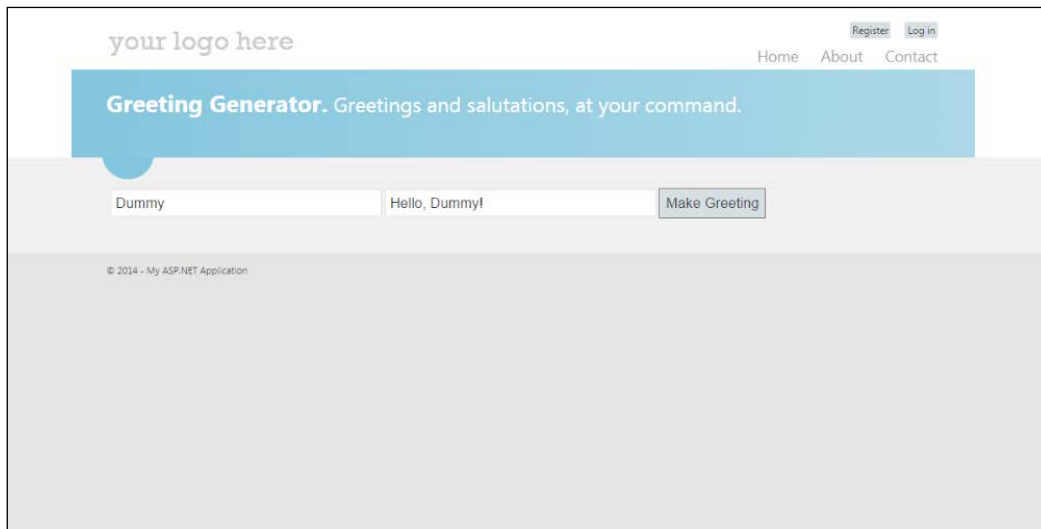 your logo here
Register Log in
Home About Contact
Greeting Generator. Greetings and salutations, at your command.
Dummy Hello, Dummy! Make Greeting
© 2014 - My ASP.NET Application